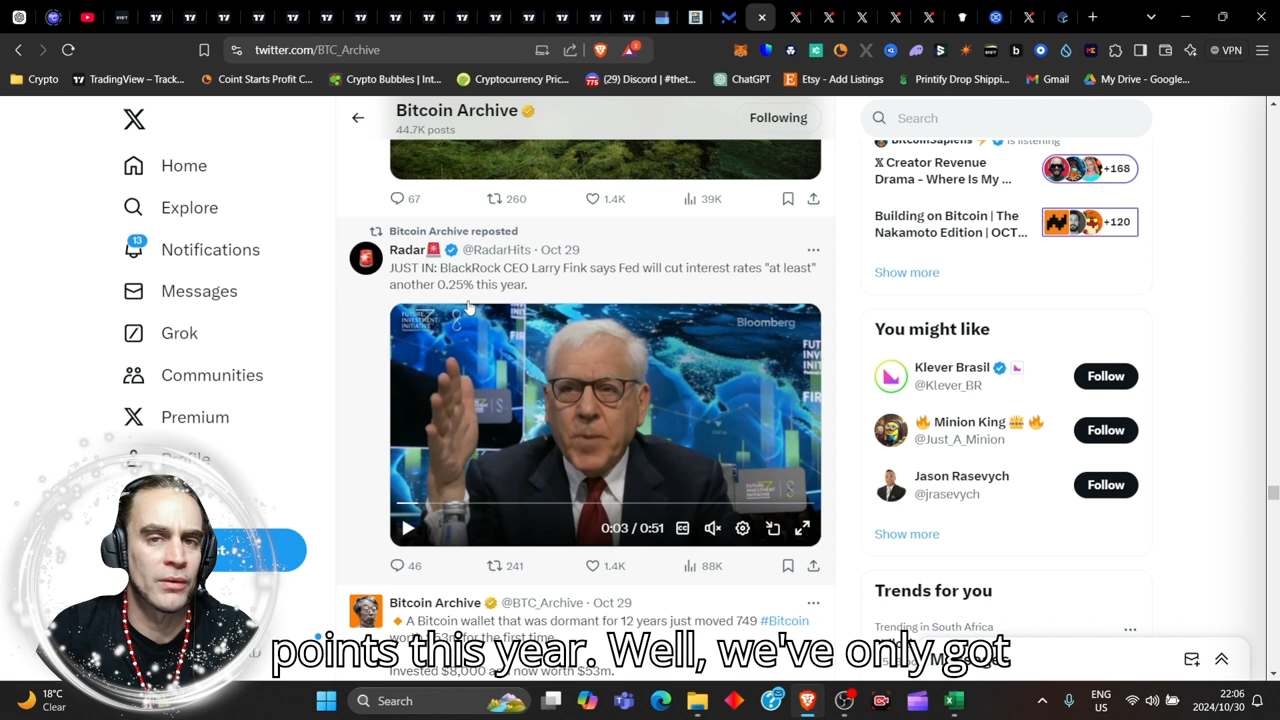 twitter.com/BTC_Archive
VPN
Crypto
TradingView – Track...
Coint Starts Profit C...
Crypto Bubbles | Int...
Cryptocurrency Pric...
(29) Discord | #thet...
ChatGPT
Etsy - Add Listings
Printify Drop Shippi...
Gmail
My Drive - Google...
Home
Explore
13
Notifications
Messages
Grok
Communities
Premium
Profile
Bitcoin Archive
44.7K posts
Following
67
260
1.4K
39K
Bitcoin Archive reposted
Radar @RadarHits · Oct 29
JUST IN: BlackRock CEO Larry Fink says Fed will cut interest rates "at least"
another 0.25% this year.
FUTURE
INVESTMENT
INITIATIVE
Bloomberg
0:03 / 0:51
46
241
1.4K
88K
Bitcoin Archive @BTC_Archive · Oct 29
A Bitcoin wallet that was dormant for 12 years just moved 749 #Bitcoin
for the first time.
Invested $8,000 now worth $53m.
points this year. Well, we've only got
Search
is listening
X Creator Revenue
Drama - Where Is My ...
+168
Building on Bitcoin | The
Nakamoto Edition | OCT...
+120
Show more
You might like
Klever Brasil
@Klever_BR
Follow
Minion King
@Just_A_Minion
Follow
Jason Rasevych
@jrasevych
Follow
Show more
Trends for you
Trending in South Africa
18°C
Clear
Search
ENG
US
22:06
2024/10/30